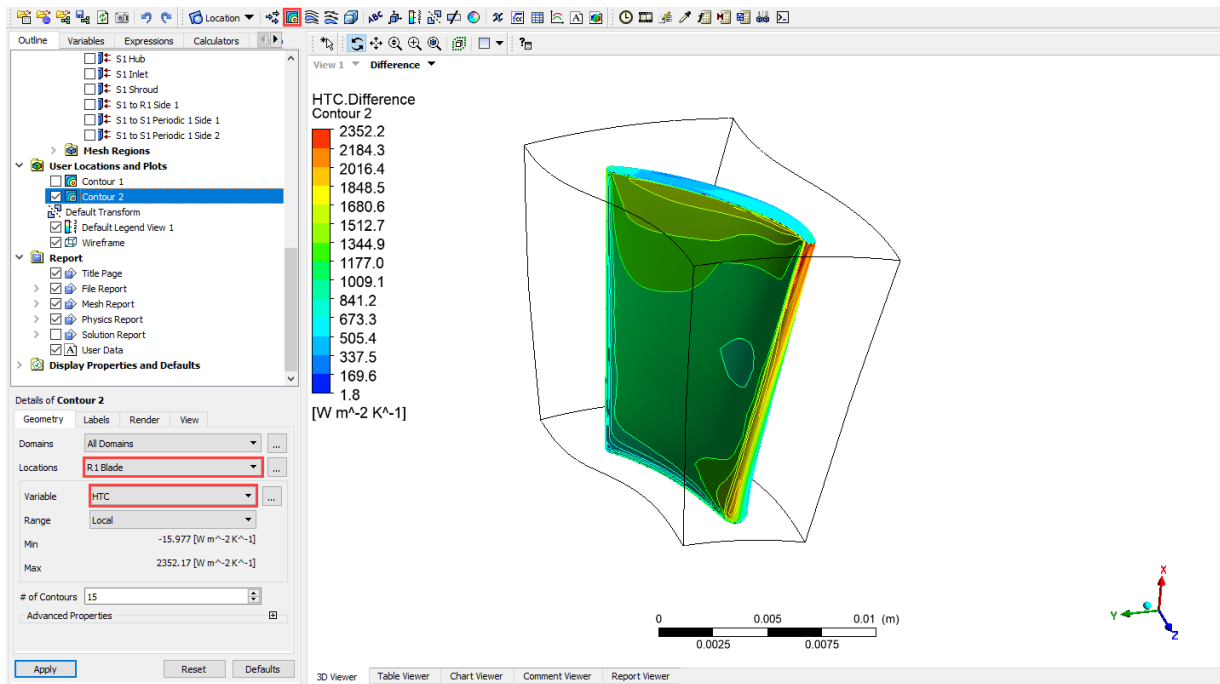 Location
Outline Variables Expressions Calculators
S1 Hub
S1 Inlet
S1 Shroud
S1 to R1 Side 1
S1 to S1 Periodic 1 Side 1
S1 to S1 Periodic 1 Side 2
Mesh Regions
User Locations and Plots
Contour 1
Contour 2
Default Transform
Default Legend View 1
Wireframe
Report
Title Page
File Report
Mesh Report
Physics Report
Solution Report
User Data
Display Properties and Defaults
Details of Contour 2
Geometry Labels Render View
Domains All Domains ...
Locations R1 Blade ...
Variable HTC ...
Range Local
Min -15.977 [W m^-2 K^-1]
Max 2352.17 [W m^-2 K^-1]
# of Contours 15
Advanced Properties
Apply Reset Defaults
View 1 Difference
HTC.Difference
Contour 2
2352.2
2184.3
2016.4
1848.5
1680.6
1512.7
1344.9
1177.0
1009.1
841.2
673.3
505.4
337.5
169.6
1.8
[W m^-2 K^-1]
0 0.005 0.01 (m)
0.0025 0.0075
X
Y
Z
3D Viewer Table Viewer Chart Viewer Comment Viewer Report Viewer